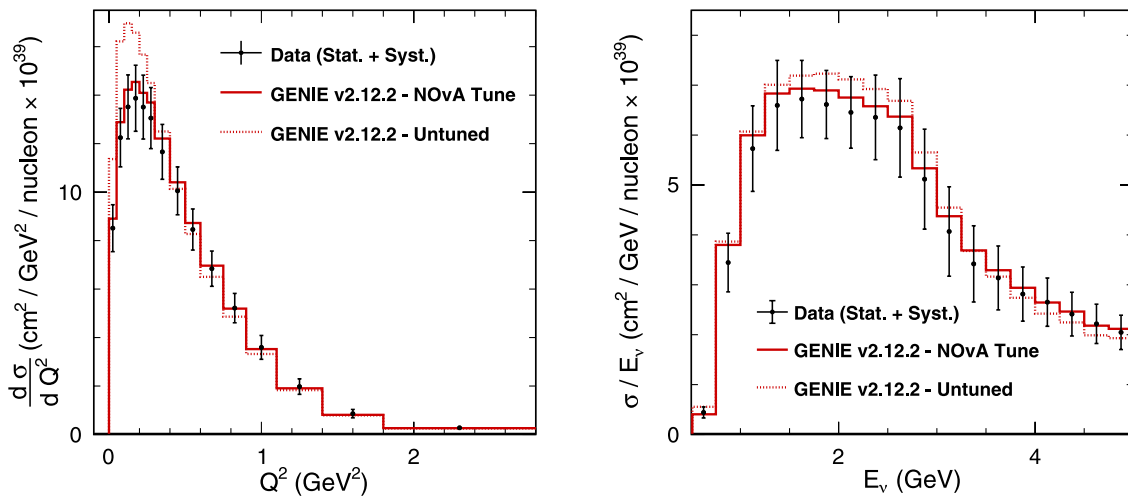 dσ/dQ² (cm² / GeV² / nucleon × 10³⁹)
10
0
Data (Stat. + Syst.)
GENIE v2.12.2 - NOvA Tune
GENIE v2.12.2 - Untuned
0 1 2
Q² (GeV²)
σ / Eᵥ (cm² / GeV / nucleon × 10³⁹)
5
0
Data (Stat. + Syst.)
GENIE v2.12.2 - NOvA Tune
GENIE v2.12.2 - Untuned
2 4
Eᵥ (GeV)